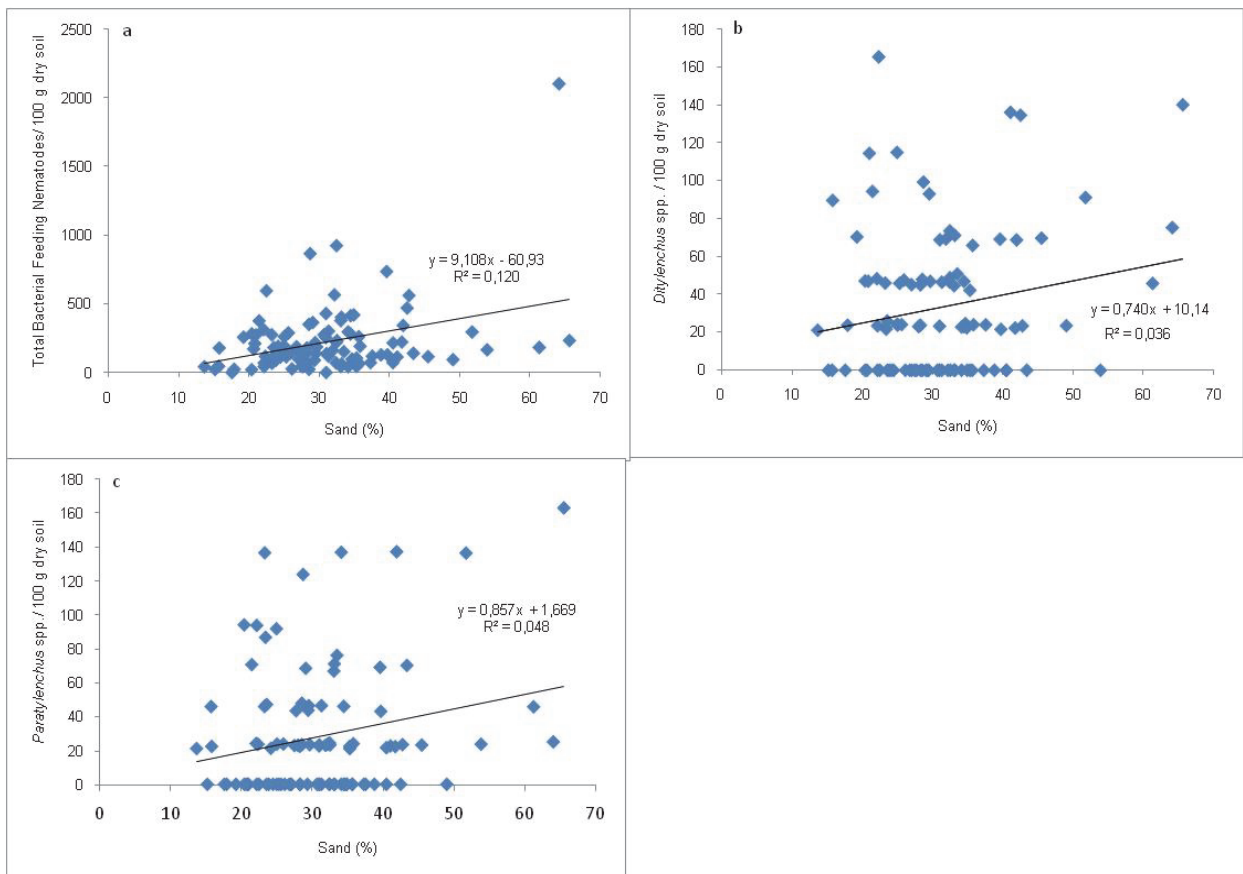 a
Total Bacterial Feeding Nematodes/ 100 g dry soil
2500
2000
1500
1000
500
0
y = 9,108x - 60,93
R² = 0,120
0 10 20 30 40 50 60 70
Sand (%)
b
Ditylenchus spp. / 100 g dry soil
180
160
140
120
100
80
60
40
20
0
y = 0,740x + 10,14
R² = 0,036
0 10 20 30 40 50 60 70
Sand (%)
c
Paratylenchus spp./ 100 g dry soil
180
160
140
120
100
80
60
40
20
0
y = 0,857x + 1,669
R² = 0,048
0 10 20 30 40 50 60 70
Sand (%)